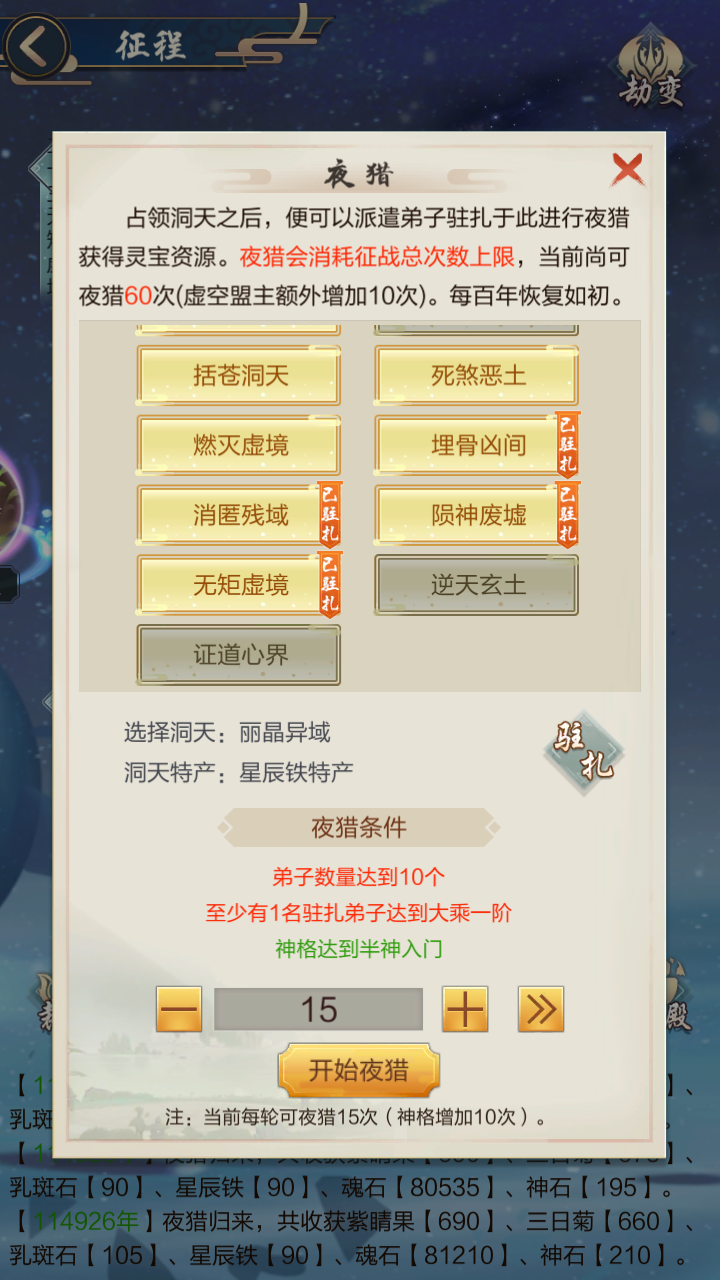 征程
劫变
夜猎
占领洞天之后，便可以派遣弟子驻扎于此进行夜猎
获得灵宝资源。夜猎会消耗征战总次数上限，当前尚可
夜猎60次(虚空盟主额外增加10次)。每百年恢复如初。
括苍洞天
死煞恶土
燃灭虚境
埋骨凶间
已驻扎
消匿残域
已驻扎
陨神废墟
已驻扎
无矩虚境
已驻扎
逆天玄土
证道心界
选择洞天：丽晶异域
洞天特产：星辰铁特产
驻扎
夜猎条件
弟子数量达到10个
至少有1名驻扎弟子达到大乘一阶
神格达到半神入门
15
开始夜猎
注：当前每轮可夜猎15次（神格增加10次）。
殿
【11
】、
乳斑
【11
乳斑石【90】、星辰铁【90】、魂石【80535】、神石【195】。
【114926年】夜猎归来，共收获紫睛果【690】、三日菊【660】、
乳斑石【105】、星辰铁【90】、魂石【81210】、神石【210】。